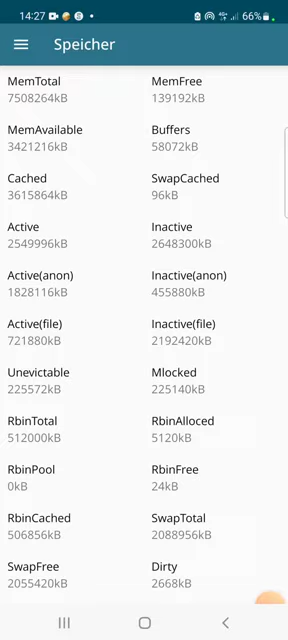 14:27 66%
Speicher
MemTotal MemFree
7508264kB 139192kB
MemAvailable Buffers
3421216kB 58072kB
Cached SwapCached
3615864kB 96kB
Active Inactive
2549996kB 2648300kB
Active(anon) Inactive(anon)
1828116kB 455880kB
Active(file) Inactive(file)
721880kB 2192420kB
Unevictable Mlocked
225572kB 225140kB
RbinTotal RbinAlloced
512000kB 5120kB
RbinPool RbinFree
0kB 24kB
RbinCached SwapTotal
506856kB 2088956kB
SwapFree Dirty
2055420kB 2668kB